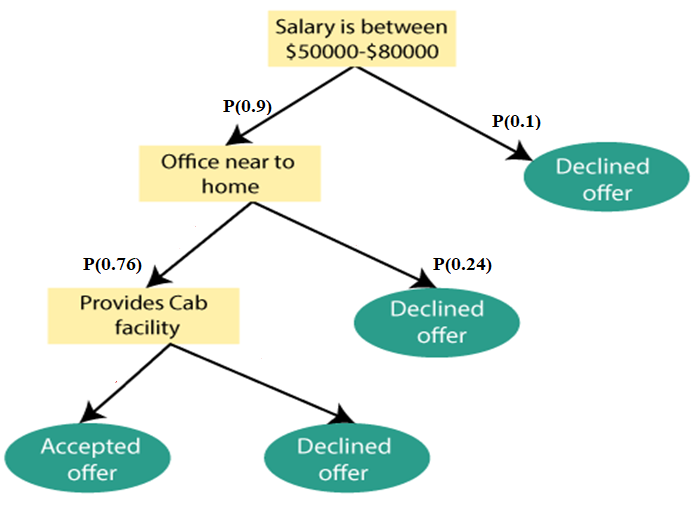 Salary is between
$50000-$80000
P(0.9)
P(0.1)
Office near to
home
Declined
offer
P(0.76)
P(0.24)
Provides Cab
facility
Declined
offer
Accepted
offer
Declined
offer